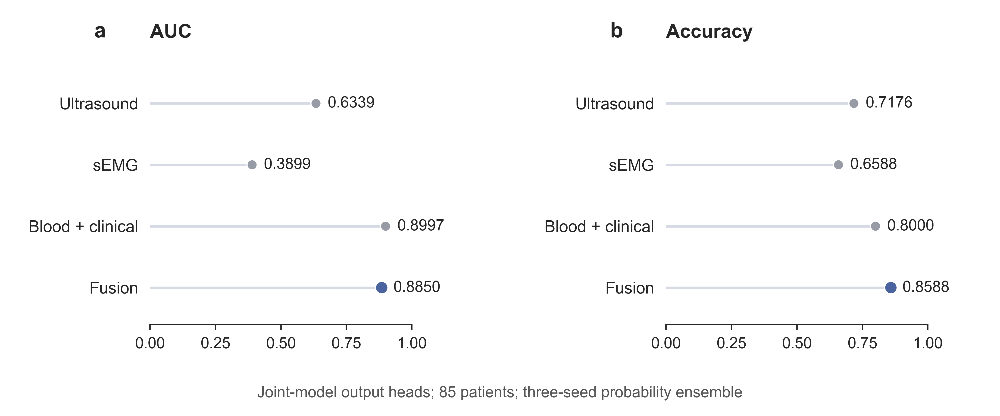 a AUC
Ultrasound 0.6339
sEMG 0.3899
Blood + clinical 0.8997
Fusion 0.8850
0.00 0.25 0.50 0.75 1.00
b Accuracy
Ultrasound 0.7176
sEMG 0.6588
Blood + clinical 0.8000
Fusion 0.8588
0.00 0.25 0.50 0.75 1.00
Joint-model output heads; 85 patients; three-seed probability ensemble